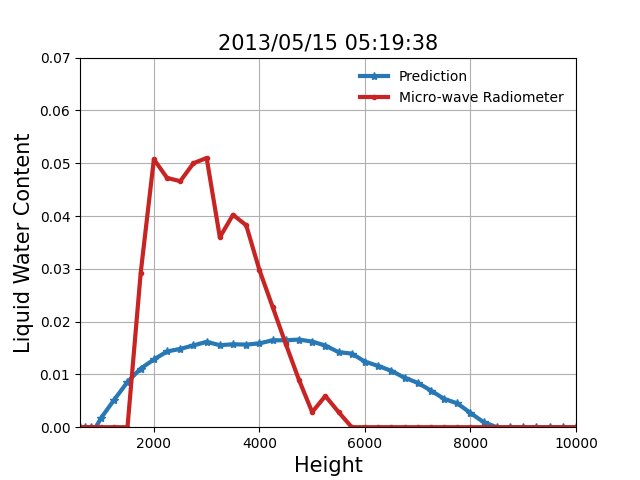 2013/05/15 05:19:38
0.07
0.06
0.05
0.04
0.03
0.02
0.01
0.00
Liquid Water Content
Prediction
Micro-wave Radiometer
2000 4000 6000 8000 10000
Height